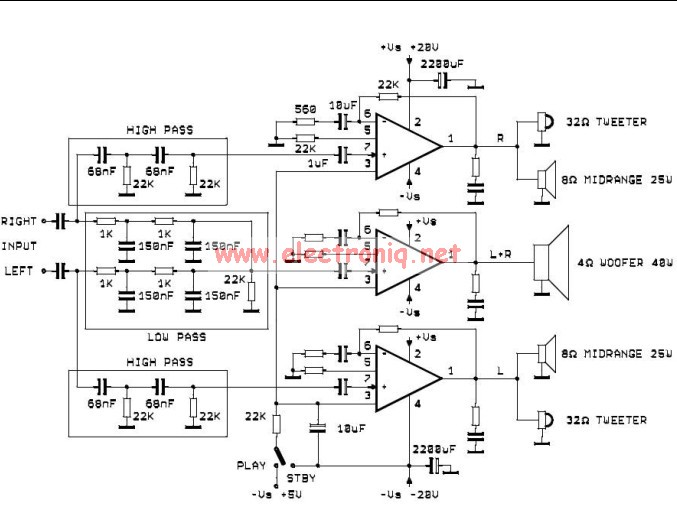 +Vs +20V
2200uF
22K
10uF
560
6
2
HIGH PASS
5
1
R
32Ω TWEETER
22K
7
68nF 68nF
1uF
3
4
22K 22K
-Vs
8Ω MIDRANGE 25W
RIGHT
+Vs
1K 1K
6
2
150nF 150nF
5
INPUT
www.electroniq.net
1
L+R
7
4Ω WOOFER 40W
LEFT
3
1K 1K
22K
4
150nF 150nF
-Vs
LOW PASS
+Vs
6
2
8Ω MIDRANGE 25W
HIGH PASS
5
1
L
7
3
68nF 68nF
4
22K 22K
22K
10uF
32Ω TWEETER
2200uF
PLAY
STBY
-Vs +5V
-Vs -20V